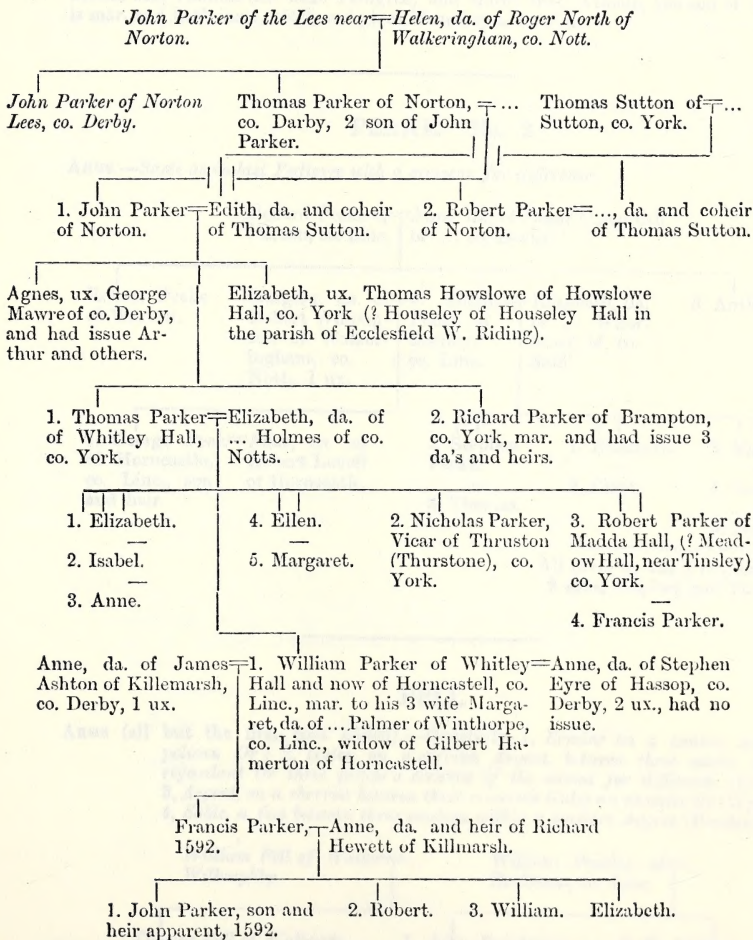 John Parker of the Lees near
Norton.
Helen, da. of Roger North of
Walkeringham, co. Nott.
John Parker of Norton
Lees, co. Derby.
Thomas Parker of Norton,
co. Darby, 2 son of John
Parker.
...
Thomas Sutton of
Sutton, co. York.
...
1. John Parker
of Norton.
Edith, da. and coheir
of Thomas Sutton.
2. Robert Parker
of Norton.
..., da. and coheir
of Thomas Sutton.
Agnes, ux. George
Mawre of co. Derby,
and had issue Ar-
thur and others.
Elizabeth, ux. Thomas Howslowe of Howslowe
Hall, co. York (? Houseley of Houseley Hall in
the parish of Ecclesfield W. Riding).
1. Thomas Parker
of Whitley Hall,
co. York.
Elizabeth, da. of
... Holmes of co.
Notts.
2. Richard Parker of Brampton,
co. York, mar. and had issue 3
da's and heirs.
1. Elizabeth.
—
2. Isabel.
—
3. Anne.
4. Ellen.
—
5. Margaret.
2. Nicholas Parker,
Vicar of Thruston
(Thurstone), co.
York.
3. Robert Parker of
Madda Hall, (? Mead-
ow Hall, near Tinsley)
co. York.
—
4. Francis Parker.
Anne, da. of James
Ashton of Killemarsh,
co. Derby, 1 ux.
1. William Parker of Whitley
Hall and now of Horncastell, co.
Linc., mar. to his 3 wife Marga-
ret, da. of ... Palmer of Winthorpe,
co. Linc., widow of Gilbert Ha-
merton of Horncastell.
Anne, da. of Stephen
Eyre of Hassop, co.
Derby, 2 ux., had no
issue.
Francis Parker,
1592.
Anne, da. and heir of Richard
Hewett of Killmarsh.
1. John Parker, son and
heir apparent, 1592.
2. Robert.
3. William.
Elizabeth.